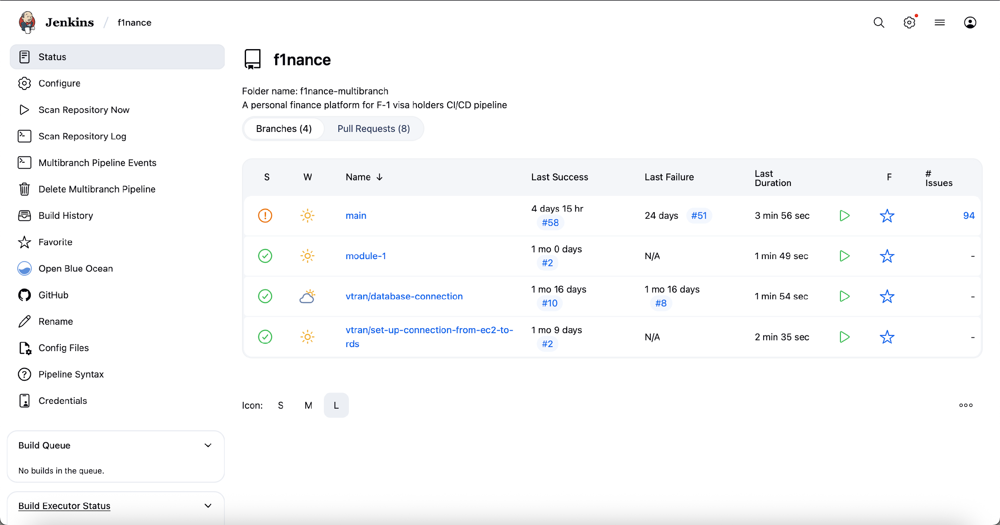 Jenkins / f1nance
Status
Configure
Scan Repository Now
Scan Repository Log
Multibranch Pipeline Events
Delete Multibranch Pipeline
Build History
Favorite
Open Blue Ocean
GitHub
Rename
Config Files
Pipeline Syntax
Credentials
Build Queue
No builds in the queue.
Build Executor Status
f1nance
Folder name: f1nance-multibranch
A personal finance platform for F-1 visa holders CI/CD pipeline
Branches (4) Pull Requests (8)
S W Name ↓ Last Success Last Failure Last Duration F # Issues
main 4 days 15 hr #58 24 days #51 3 min 56 sec 94
module-1 1 mo 0 days #2 N/A 1 min 49 sec -
vtran/database-connection 1 mo 16 days #10 1 mo 16 days #8 1 min 54 sec -
vtran/set-up-connection-from-ec2-to-rds 1 mo 9 days #2 N/A 2 min 35 sec -
Icon: S M L